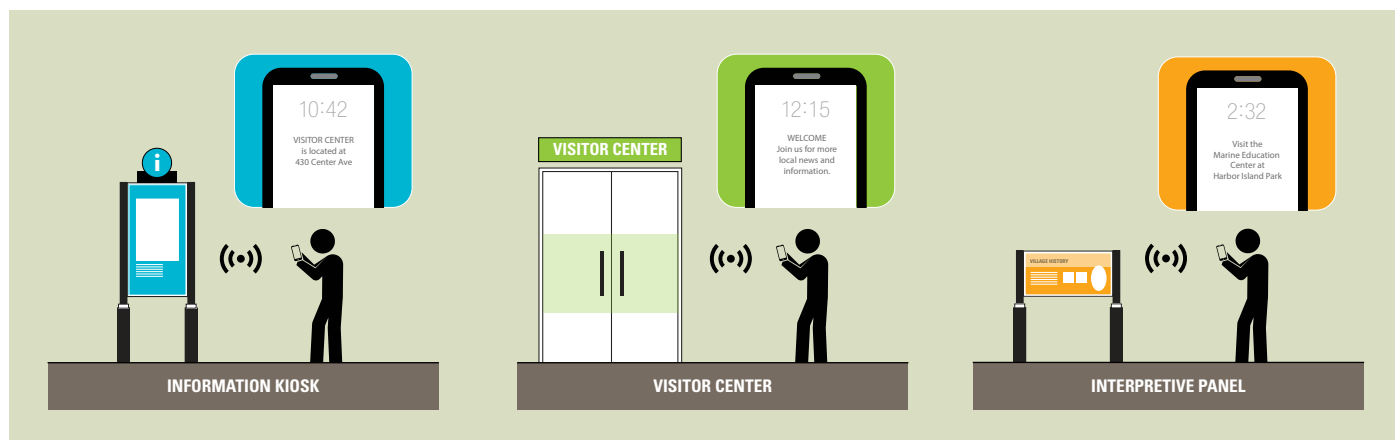 10:42
VISITOR CENTER
is located at
430 Center Ave
i
INFORMATION KIOSK
12:15
WELCOME
Join us for more
local news and
information.
VISITOR CENTER
VISITOR CENTER
2:32
Visit the
Marine Education
Center at
Harbor Island Park
VILLAGE HISTORY
INTERPRETIVE PANEL